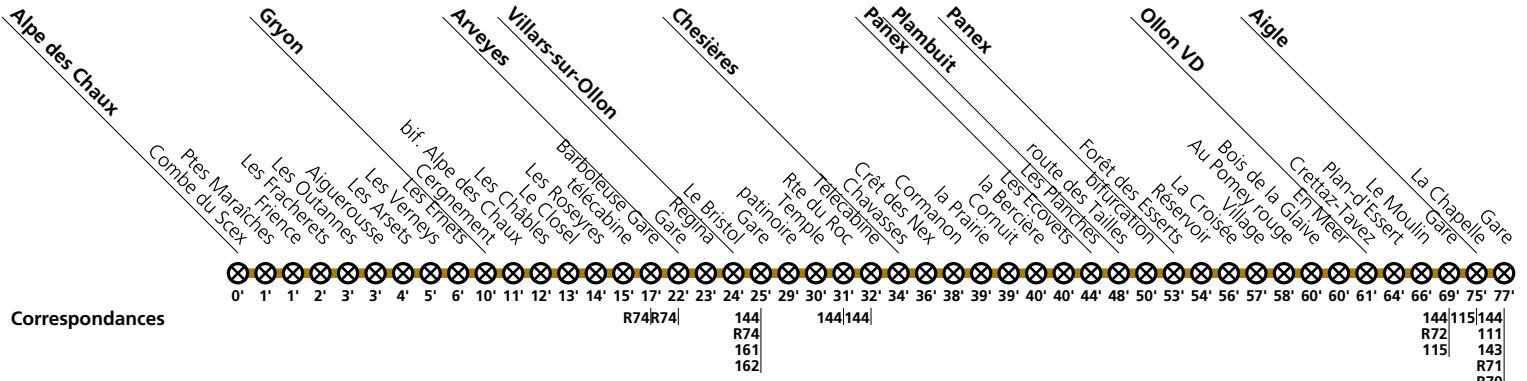 Alpe des Chaux
Combe du Scex
Ptes Maraîches
Frience
Les Fracherets
Les Outannes
Aiguerousse
Les Arsets
Les Verneys
Les Ernets
Gryon
Cergnement
bif. Alpe des Chaux
Les Châbles
Le Closel
Les Roseyres
télécabine
Barboleuse Gare
Arveyes
Gare
Villars-sur-Ollon
Regina
Le Bristol
Gare
patinoire
Temple
Rte du Roc
Télécabine
Chesières
Chavasses
Crêt des Nex
Cormanon
la Prairie
Cornuit
la Bercière
Les Ecovets
Panex
Les Planches
Plambuit
route des Tailles
Panex
bifurcation
Forêt des Esserts
Réservoir
La Croisée
Village
Au Pomey rouge
Bois de la Glaive
Ollon VD
En Méer
Crettaz-Tavez
Plan-d'Essert
Le Moulin
Gare
Aigle
La Chapelle
Gare
0' 1' 1' 2' 3' 3' 4' 5' 6' 10' 11' 12' 13' 14' 15' 17' 22' 23' 24' 25' 29' 30' 31' 32' 34' 36' 38' 39' 39' 40' 40' 44' 48' 50' 53' 54' 56' 57' 58' 60' 60' 61' 64' 66' 69' 75' 77'
Correspondances
R74 R74 144 144 144 144 115 144
R74 R72 111
161 115 143
162 R71
R70